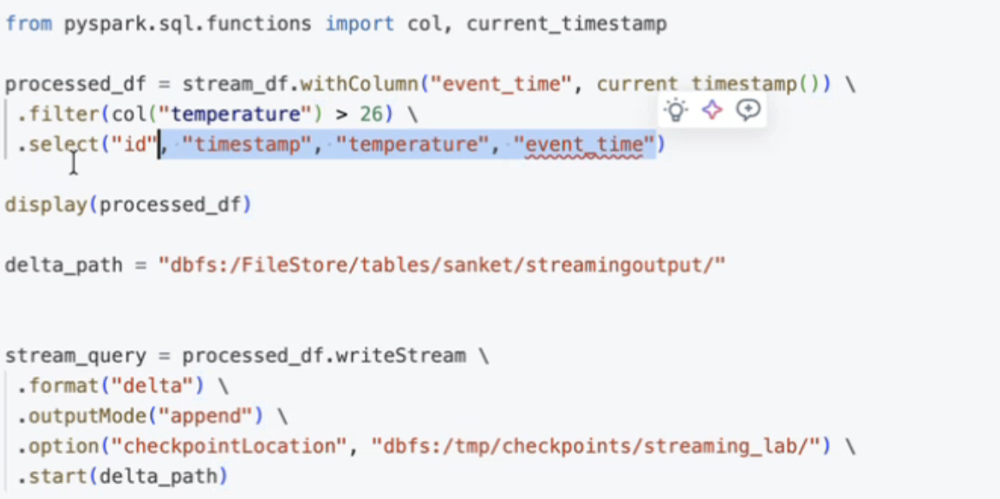 from pyspark.sql.functions import col, current_timestamp
processed_df = stream_df.withColumn("event_time", current_timestamp()) \
.filter(col("temperature") > 26) \
.select("id", "timestamp", "temperature", "event_time")
display(processed_df)
delta_path = "dbfs:/FileStore/tables/sanket/streamingoutput/"
stream_query = processed_df.writeStream \
.format("delta") \
.outputMode("append") \
.option("checkpointLocation", "dbfs:/tmp/checkpoints/streaming_lab/") \
.start(delta_path)